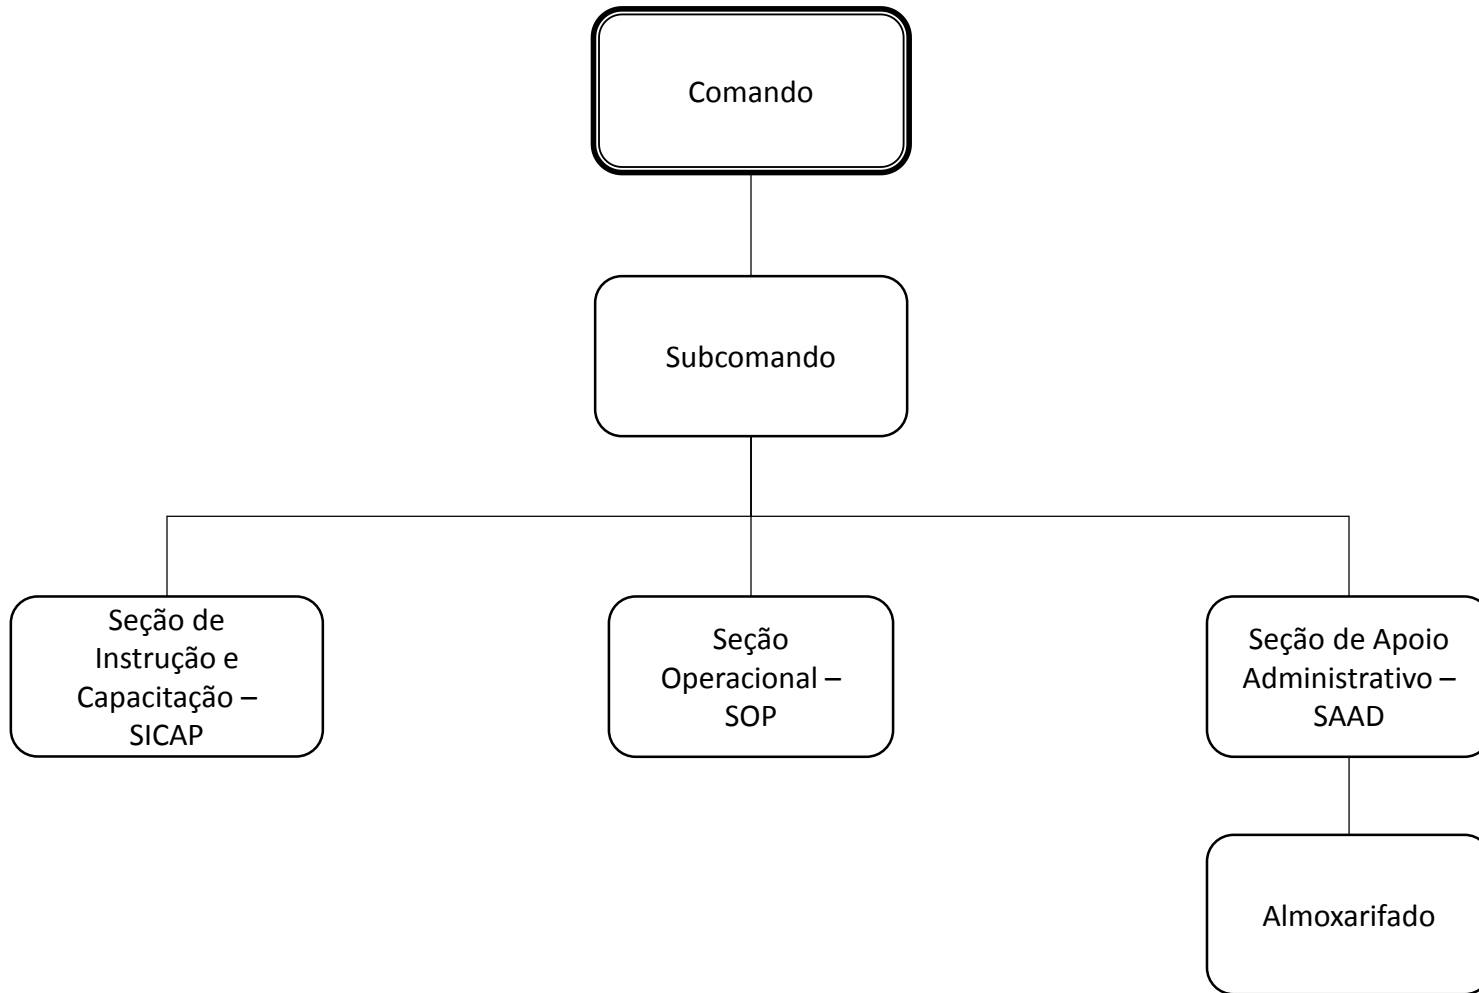 Comando
Subcomando
Seção de
Instrução e
Capacitação –
SICAP
Seção
Operacional –
SOP
Seção de Apoio
Administrativo –
SAAD
Almoxarifado